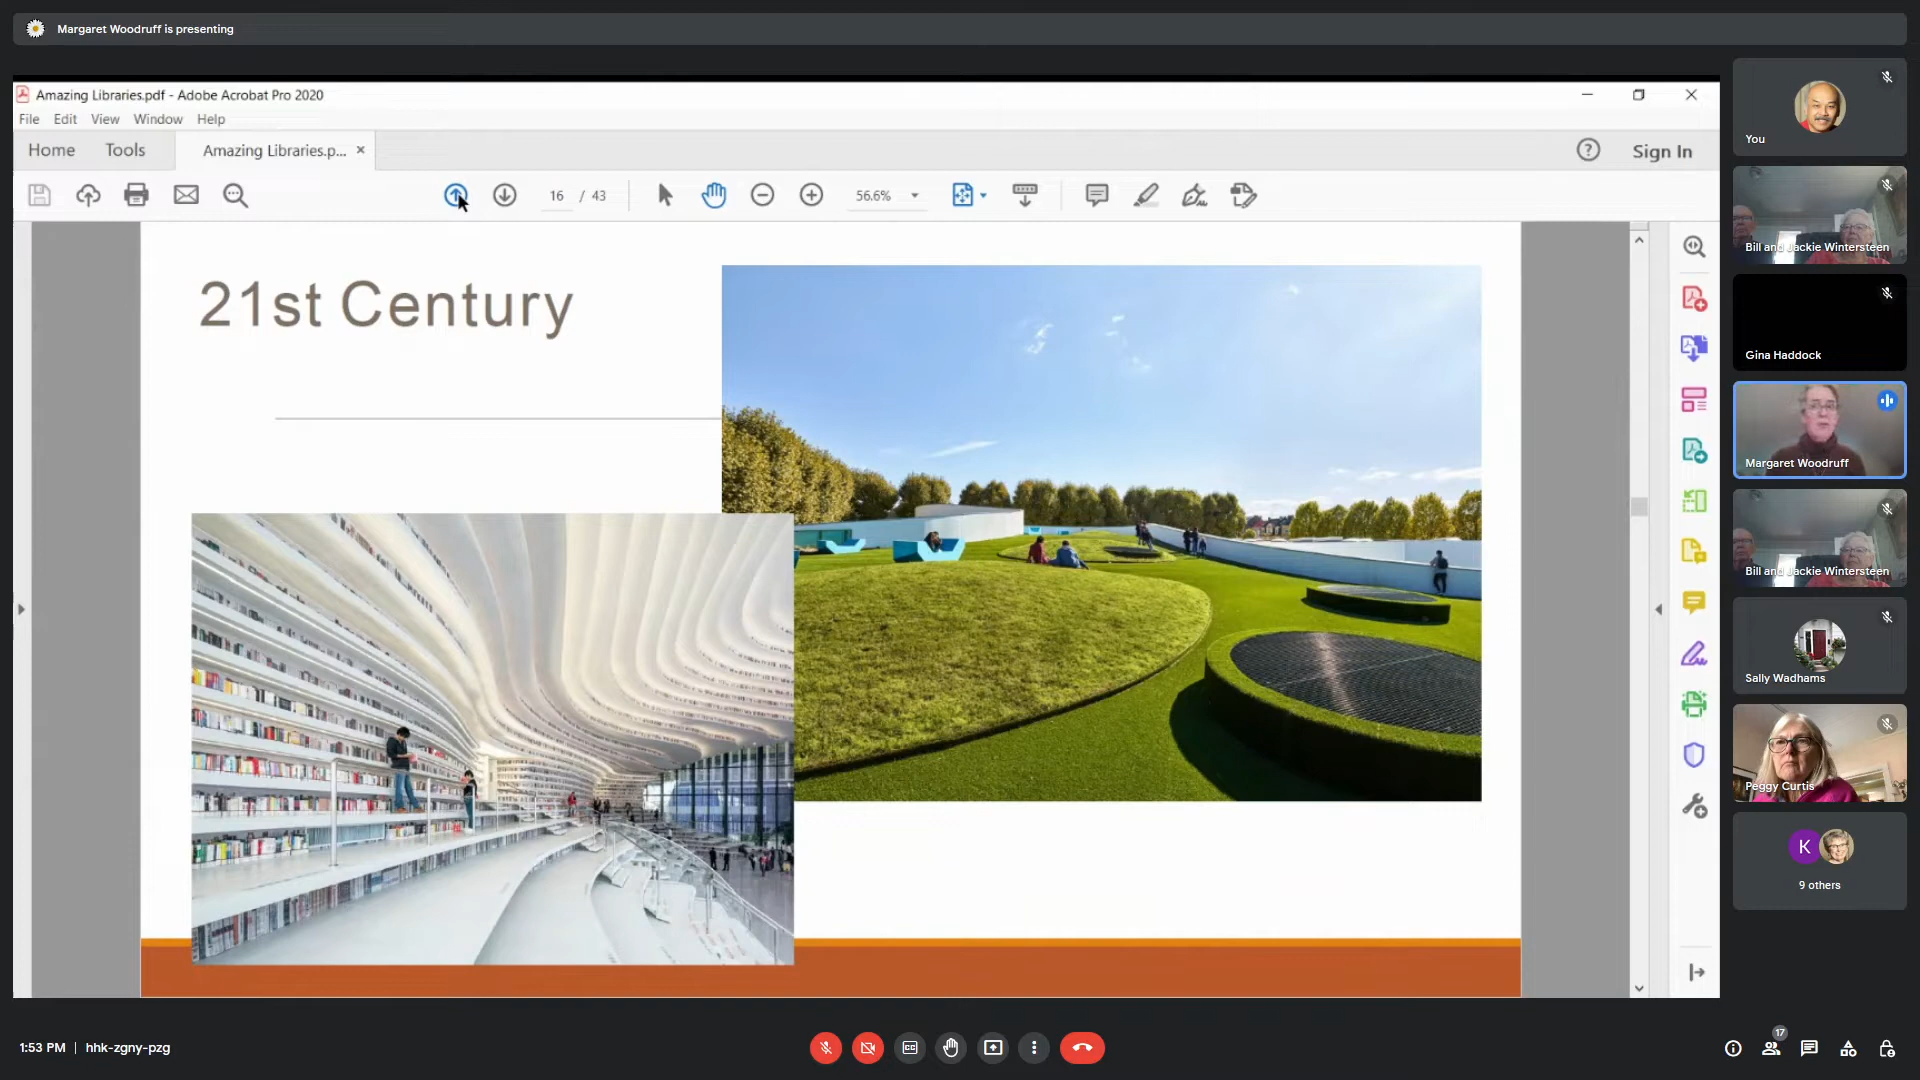 Margaret Woodruff is presenting
Amazing Libraries.pdf - Adobe Acrobat Pro 2020
File Edit View Window Help
Home Tools Amazing Libraries.p... × ? Sign In
16 / 43 56.6%
21st Century
You
Bill and Jackie Wintersteen
Gina Haddock
Margaret Woodruff
Bill and Jackie Wintersteen
Sally Wadhams
Peggy Curtis
K
9 others
1:53 PM | hhk-zgny-pzg
CC
17